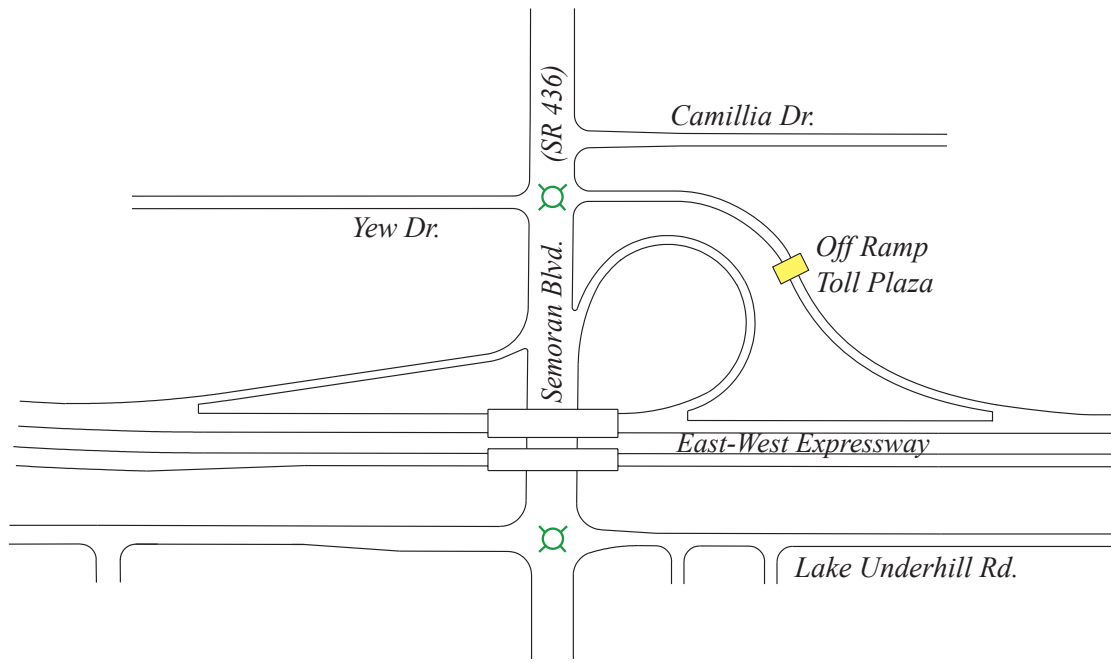 (SR 436)
Camillia Dr.
Yew Dr.
Semoran Blvd.
Off Ramp
Toll Plaza
East-West Expressway
Lake Underhill Rd.